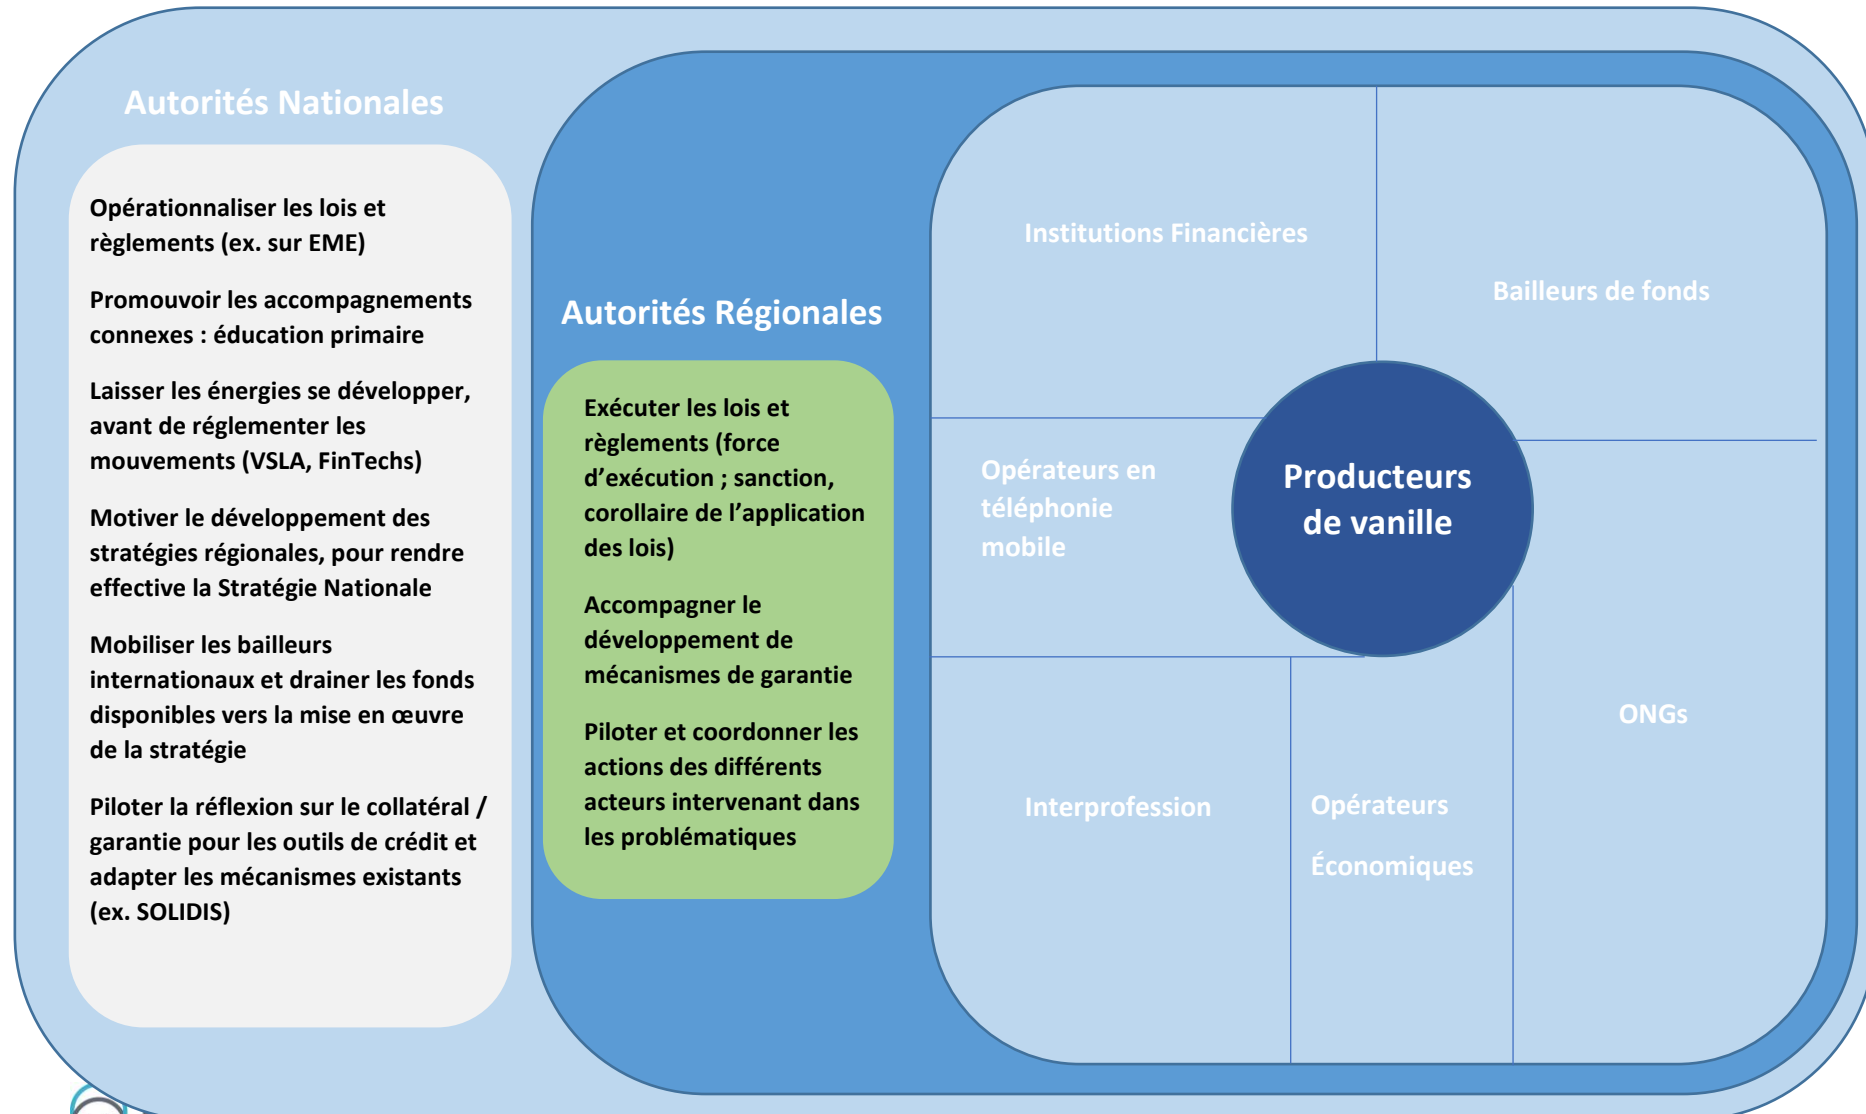 Autorités Nationales
Opérationnaliser les lois et
règlements (ex. sur EME)
Promouvoir les accompagnements
connexes : éducation primaire
Laisser les énergies se développer,
avant de réglementer les
mouvements (VSLA, FinTechs)
Motiver le développement des
stratégies régionales, pour rendre
effective la Stratégie Nationale
Mobiliser les bailleurs
internationaux et drainer les fonds
disponibles vers la mise en œuvre
de la stratégie
Piloter la réflexion sur le collatéral /
garantie pour les outils de crédit et
adapter les mécanismes existants
(ex. SOLIDIS)
Autorités Régionales
Exécuter les lois et
règlements (force
d’exécution ; sanction,
corollaire de l’application
des lois)
Accompagner le
développement de
mécanismes de garantie
Piloter et coordonner les
actions des différents
acteurs intervenant dans
les problématiques
Institutions Financières
Bailleurs de fonds
Opérateurs en
téléphonie
mobile
Producteurs
de vanille
ONGs
Interprofession
Opérateurs
Économiques